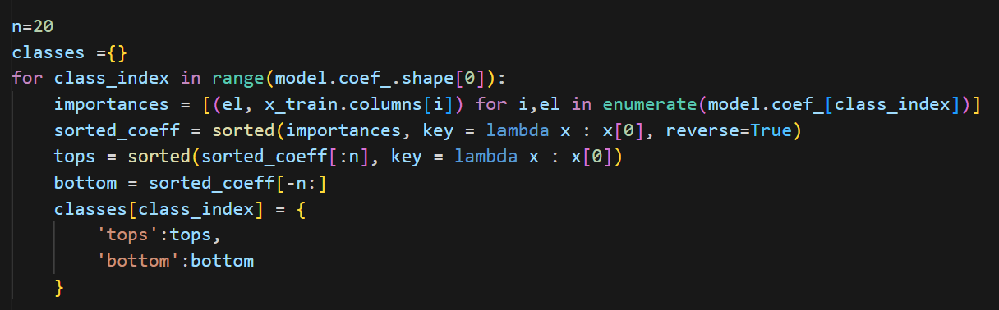 n=20
classes ={}
for class_index in range(model.coef_.shape[0]):
    importances = [(el, x_train.columns[i]) for i,el in enumerate(model.coef_[class_index])]
    sorted_coeff = sorted(importances, key = lambda x : x[0], reverse=True)
    tops = sorted(sorted_coeff[:n], key = lambda x : x[0])
    bottom = sorted_coeff[-n:]
    classes[class_index] = {
        'tops':tops,
        'bottom':bottom
    }